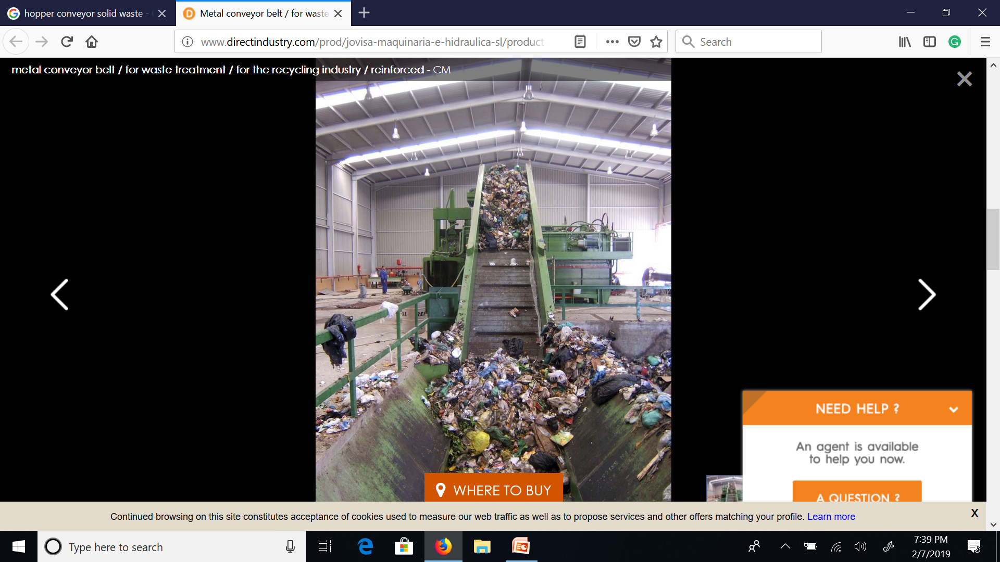 hopper conveyor solid waste -
Metal conveyor belt / for waste
www.directindustry.com/prod/jovisa-maquinaria-e-hidraulica-sl/product
Search
metal conveyor belt / for waste treatment / for the recycling industry / reinforced - CM
NEED HELP ?
An agent is available
to help you now.
WHERE TO BUY
A QUESTION ?
Continued browsing on this site constitutes acceptance of cookies used to measure our web traffic as well as to propose services and other offers matching your profile. Learn more
X
Type here to search
7:39 PM
2/7/2019